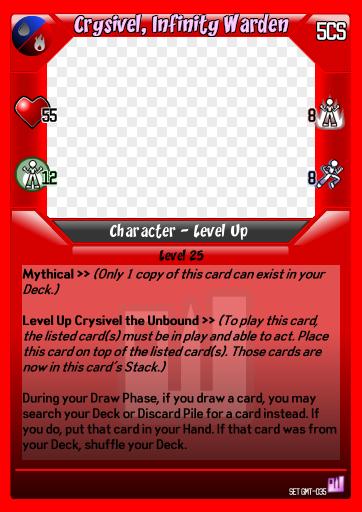 Crysivel, Infinity Warden
5CS
55
8
12
8
Character - Level Up
Level 25
Mythical >> (Only 1 copy of this card can exist in your
Deck.)
Level Up Crysivel the Unbound >> (To play this card,
the listed card(s) must be in play and able to act. Place
this card on top of the listed card(s). Those cards are
now in this card's Stack.)
During your Draw Phase, if you draw a card, you may
search your Deck or Discard Pile for a card instead. If
you do, put that card in your Hand. If that card was from
your Deck, shuffle your Deck.
SET GMT-035